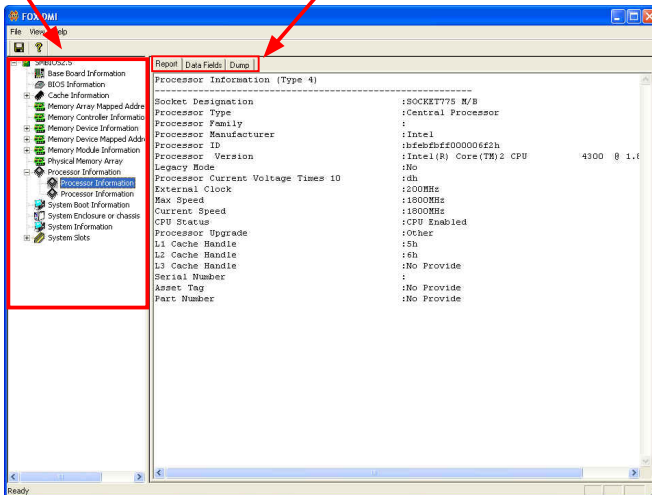 FOX DMI
File View Help
SMBIOS2.5
Base Board Information
BIOS Information
Cache Information
Memory Array Mapped Addre
Memory Controller Informatio
Memory Device Information
Memory Device Mapped Addr
Memory Module Information
Physical Memory Array
Processor Information
Processor Information
Processor Information
System Boot Information
System Enclosure or chassis
System Information
System Slots
Report Data Fields Dump
Processor Information (Type 4)
Socket Designation :SOCKET775 M/B
Processor Type :Central Processor
Processor Family :
Processor Manufacturer :Intel
Processor ID :bfebfbff000006f2h
Processor Version :Intel(R) Core(TM)2 CPU 4300 @ 1.8
Legacy Mode :No
Processor Current Voltage Times 10 :dh
External Clock :200MHz
Max Speed :1800MHz
Current Speed :1800MHz
CPU Status :CPU Enabled
Processor Upgrade :Other
L1 Cache Handle :5h
L2 Cache Handle :6h
L3 Cache Handle :No Provide
Serial Number :
Asset Tag :No Provide
Part Number :No Provide
Ready